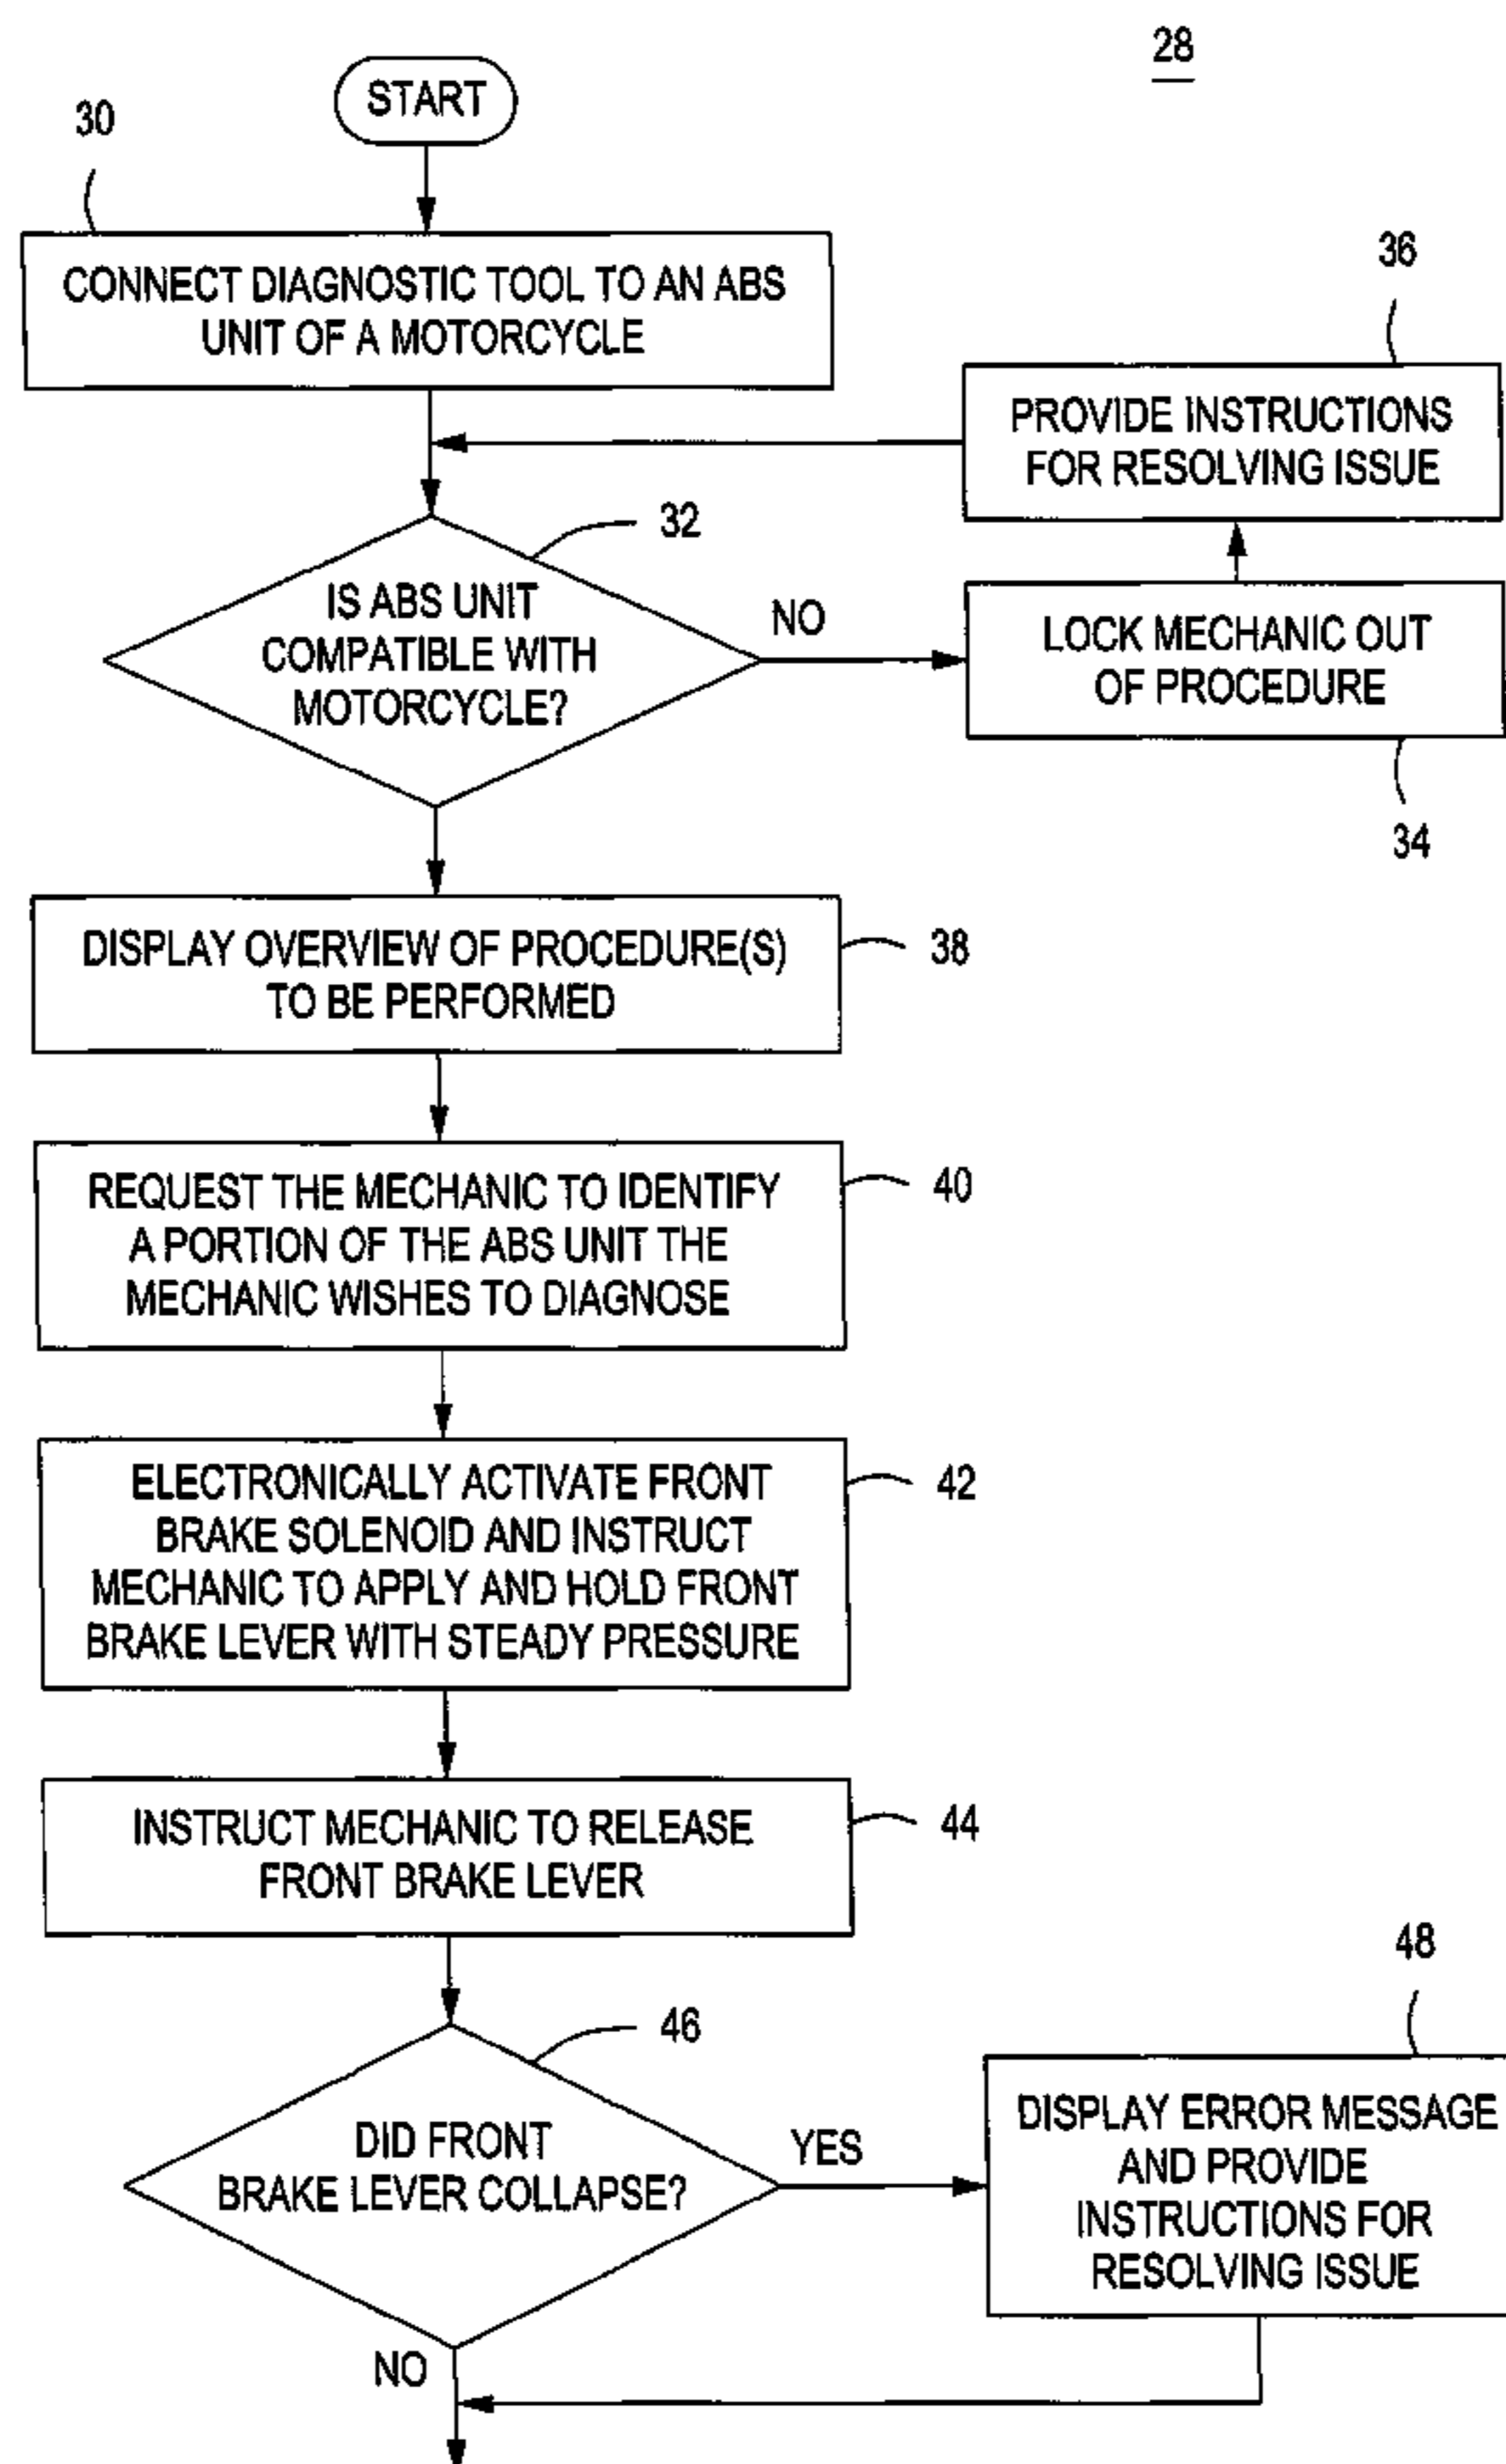 28
START
30
CONNECT DIAGNOSTIC TOOL TO AN ABS
UNIT OF A MOTORCYCLE
36
PROVIDE INSTRUCTIONS
FOR RESOLVING ISSUE
32
IS ABS UNIT
COMPATIBLE WITH
MOTORCYCLE?
NO
LOCK MECHANIC OUT
OF PROCEDURE
34
DISPLAY OVERVIEW OF PROCEDURE(S)
TO BE PERFORMED
38
REQUEST THE MECHANIC TO IDENTIFY
A PORTION OF THE ABS UNIT THE
MECHANIC WISHES TO DIAGNOSE
40
ELECTRONICALLY ACTIVATE FRONT
BRAKE SOLENOID AND INSTRUCT
MECHANIC TO APPLY AND HOLD FRONT
BRAKE LEVER WITH STEADY PRESSURE
42
INSTRUCT MECHANIC TO RELEASE
FRONT BRAKE LEVER
44
46
DID FRONT
BRAKE LEVER COLLAPSE?
YES
48
DISPLAY ERROR MESSAGE
AND PROVIDE
INSTRUCTIONS FOR
RESOLVING ISSUE
NO